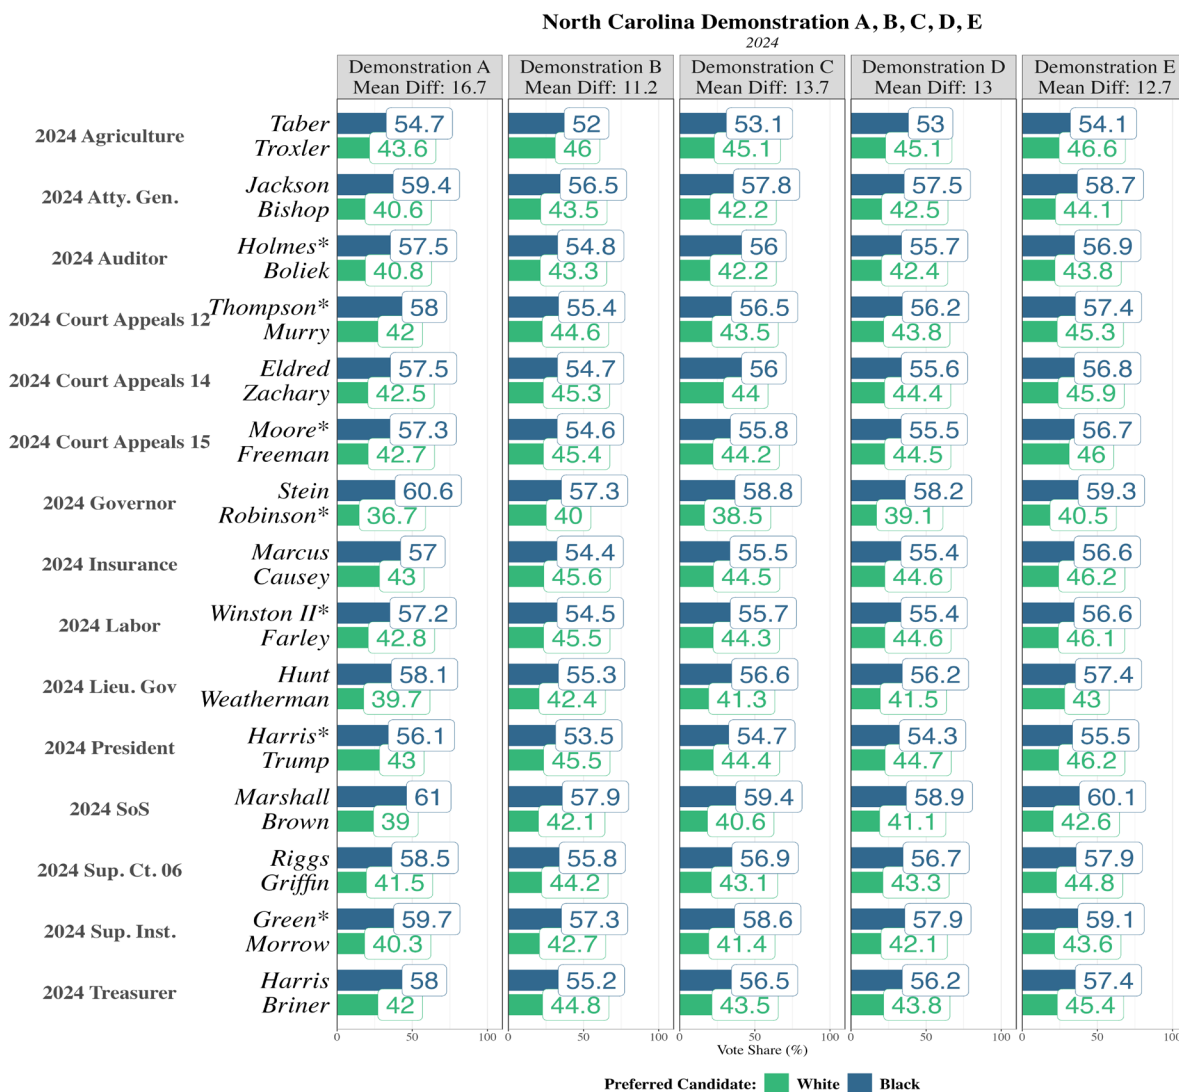 North Carolina Demonstration A, B, C, D, E
2024
Demonstration A Demonstration B Demonstration C Demonstration D Demonstration E
Mean Diff: 16.7 Mean Diff: 11.2 Mean Diff: 13.7 Mean Diff: 13 Mean Diff: 12.7
2024 Agriculture
Taber 54.7 52 53.1 53 54.1
Troxler 43.6 46 45.1 45.1 46.6
2024 Atty. Gen.
Jackson 59.4 56.5 57.8 57.5 58.7
Bishop 40.6 43.5 42.2 42.5 44.1
2024 Auditor
Holmes* 57.5 54.8 56 55.7 56.9
Boliek 40.8 43.3 42.2 42.4 43.8
2024 Court Appeals 12
Thompson* 58 55.4 56.5 56.2 57.4
Murry 42 44.6 43.5 43.8 45.3
2024 Court Appeals 14
Eldred 57.5 54.7 56 55.6 56.8
Zachary 42.5 45.3 44 44.4 45.9
2024 Court Appeals 15
Moore* 57.3 54.6 55.8 55.5 56.7
Freeman 42.7 45.4 44.2 44.5 46
2024 Governor
Stein 60.6 57.3 58.8 58.2 59.3
Robinson* 36.7 40 38.5 39.1 40.5
2024 Insurance
Marcus 57 54.4 55.5 55.4 56.6
Causey 43 45.6 44.5 44.6 46.2
2024 Labor
Winston II* 57.2 54.5 55.7 55.4 56.6
Farley 42.8 45.5 44.3 44.6 46.1
2024 Lieu. Gov
Hunt 58.1 55.3 56.6 56.2 57.4
Weatherman 39.7 42.4 41.3 41.5 43
2024 President
Harris* 56.1 53.5 54.7 54.3 55.5
Trump 43 45.5 44.4 44.7 46.2
2024 SoS
Marshall 61 57.9 59.4 58.9 60.1
Brown 39 42.1 40.6 41.1 42.6
2024 Sup. Ct. 06
Riggs 58.5 55.8 56.9 56.7 57.9
Griffin 41.5 44.2 43.1 43.3 44.8
2024 Sup. Inst.
Green* 59.7 57.3 58.6 57.9 59.1
Morrow 40.3 42.7 41.4 42.1 43.6
2024 Treasurer
Harris 58 55.2 56.5 56.2 57.4
Briner 42 44.8 43.5 43.8 45.4
0 50 100 0 50 100 0 50 100 0 50 100 0 50 100
Vote Share (%)
Preferred Candidate: White Black